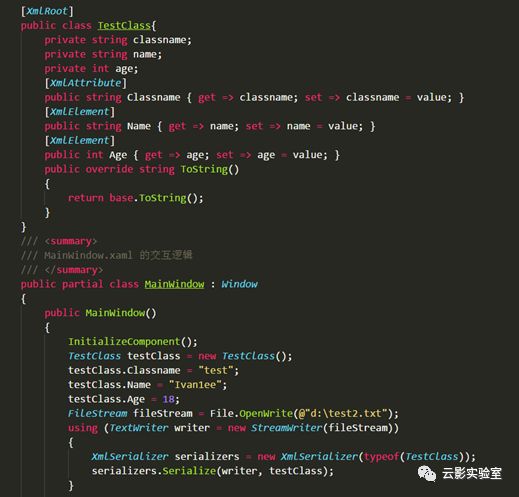 [XmlRoot]
public class TestClass{
    private string classname;
    private string name;
    private int age;
    [XmlAttribute]
    public string Classname { get => classname; set => classname = value; }
    [XmlElement]
    public string Name { get => name; set => name = value; }
    [XmlElement]
    public int Age { get => age; set => age = value; }
    public override string ToString()
    {
        return base.ToString();
    }
}
/// <summary>
/// MainWindow.xaml 的交互逻辑
/// </summary>
public partial class MainWindow : Window
{
    public MainWindow()
    {
        InitializeComponent();
        TestClass testClass = new TestClass();
        testClass.Classname = "test";
        testClass.Name = "Ivan1ee";
        testClass.Age = 18;
        FileStream fileStream = File.OpenWrite(@"d:\test2.txt");
        using (TextWriter writer = new StreamWriter(fileStream))
        {
            XmlSerializer serializers = new XmlSerializer(typeof(TestClass));
            serializers.Serialize(writer, testClass);
        }
云影实验室